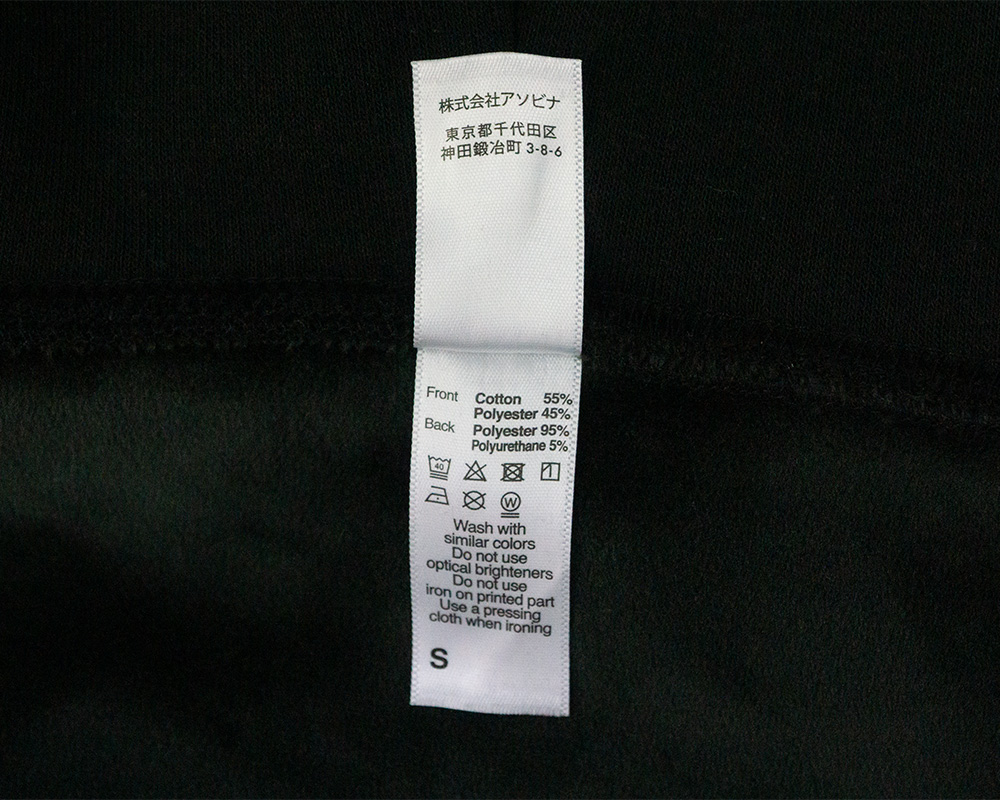 株式会社アソビナ
東京都千代田区
神田鍛冶町 3-8-6
Front Cotton 55%
Polyester 45%
Back Polyester 95%
Polyurethane 5%
40
W
Wash with
similar colors
Do not use
optical brighteners
Do not use
iron on printed part
Use a pressing
cloth when ironing
S